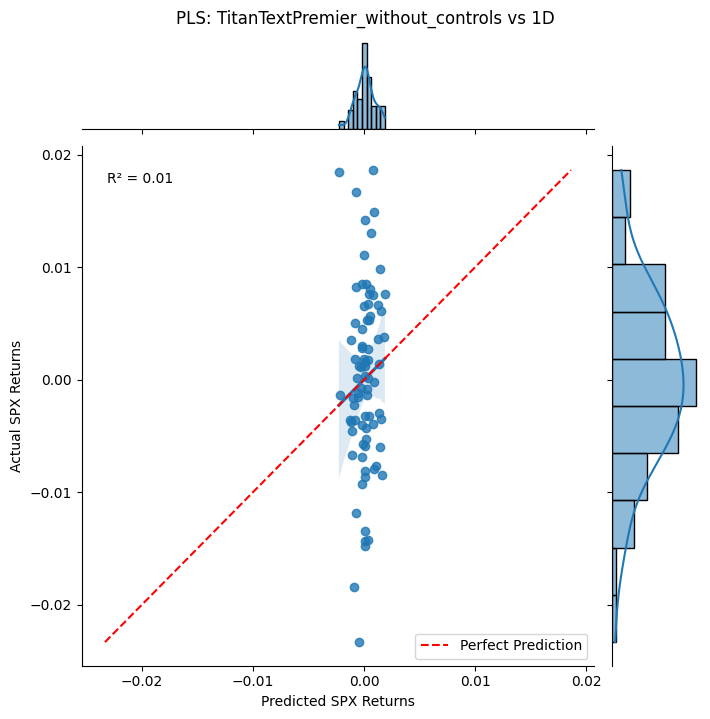 PLS: TitanTextPremier_without_controls vs 1D
R² = 0.01
0.02
0.01
0.00
−0.01
−0.02
Actual SPX Returns
Perfect Prediction
−0.02 −0.01 0.00 0.01 0.02
Predicted SPX Returns